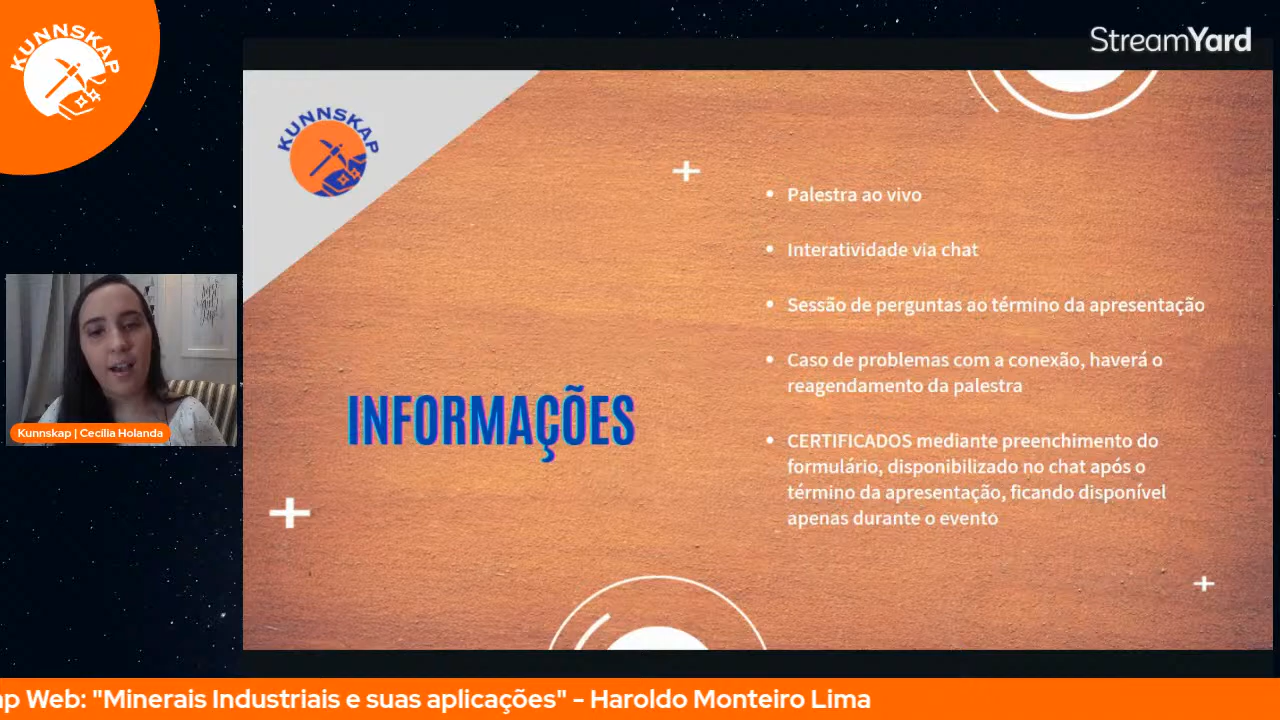 KUNNSKAP
StreamYard
KUNNSKAP
INFORMAÇÕES
• Palestra ao vivo
• Interatividade via chat
• Sessão de perguntas ao término da apresentação
• Caso de problemas com a conexão, haverá o
reagendamento da palestra
• CERTIFICADOS mediante preenchimento do
formulário, disponibilizado no chat após o
término da apresentação, ficando disponível
apenas durante o evento
Kunnskap | Cecília Holanda
ap Web: "Minerais Industriais e suas aplicações" - Haroldo Monteiro Lima